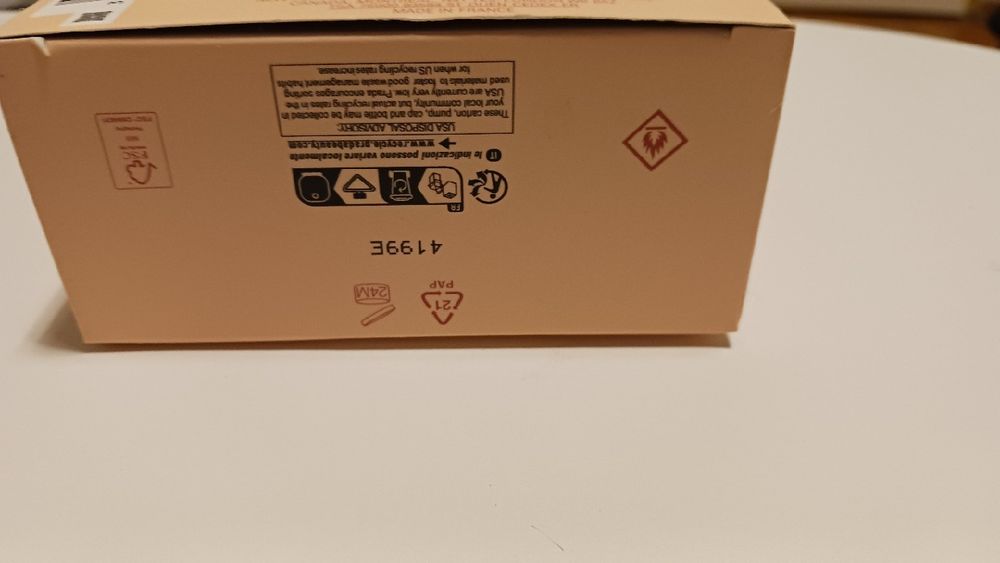 21
PAP
24M
4199E
FR
IT le indicazioni possono variare localmente
www.recycle.pradabeauty.com
USA DISPOSAL ADVISORY:
These carton, pump, cap and bottle may be collected in
your local community, but actual recycling rates in the
USA are currently very low. Prada encourages sorting
used materials to foster good waste management habits
for when US recycling rates increase.
FSC
MADE IN FRANCE